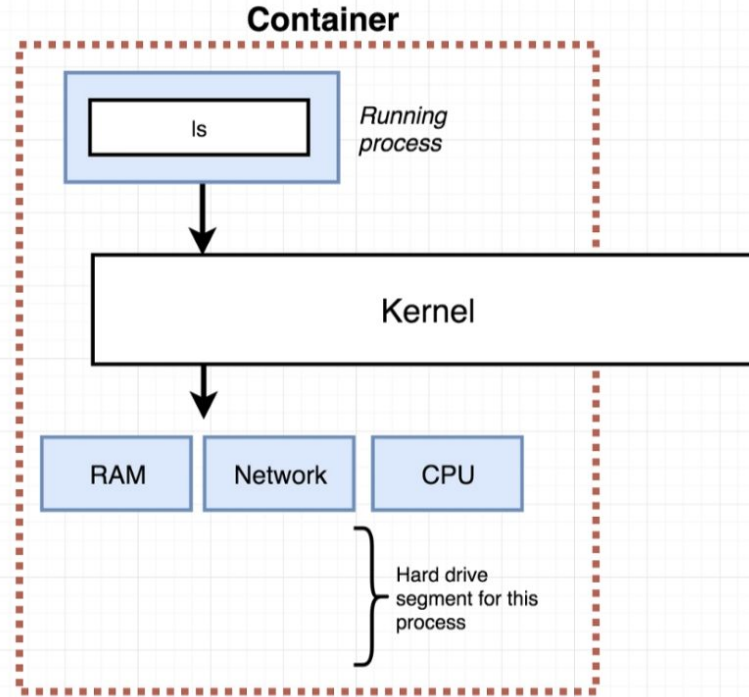 Container
ls
Running
process
Kernel
RAM
Network
CPU
Hard drive
segment for this
process